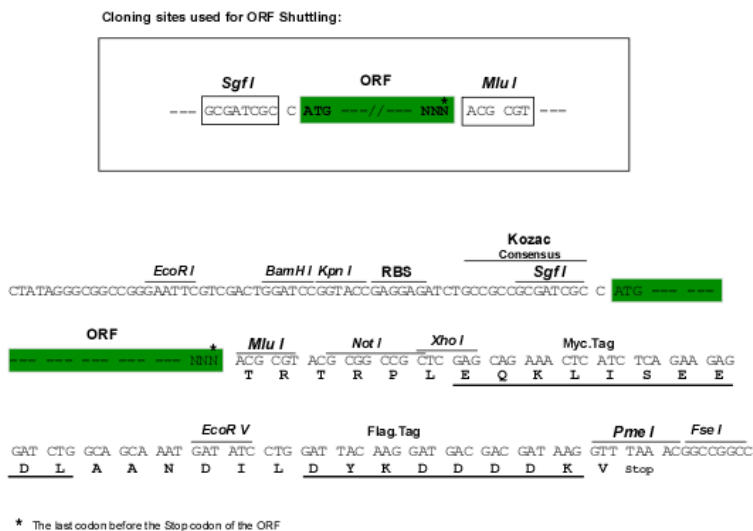 Cloning sites used for ORF Shuttling:
Sgf I ORF Mlu I
--- GCGATCGC C ATG ---//--- NNN* ACG CGT ---
Kozac
Consensus
EcoR I BamH I Kpn I RBS Sgf I
CTATAGGGCGGCCGGGAATTCGTCGACTGGATCCGGTACCGAGGAGATCTGCCGCCGCGATCGC C ATG --- ---
ORF
Mlu I Not I Xho I Myc.Tag
--- --- --- --- --- --- NNN* ACG CGT ACG CGG CCG CTC GAG CAG AAA CTC ATC TCA GAA GAG
T R T R P L E Q K L I S E E
EcoR V Flag.Tag Pme I Fse I
GAT CTG GCA GCA AAT GAT ATC CTG GAT TAC AAG GAT GAC GAC GAT AAG GTT TAA ACGGCCGGCC
D L A A N D I L D Y K D D D D K V Stop
* The last codon before the Stop codon of the ORF